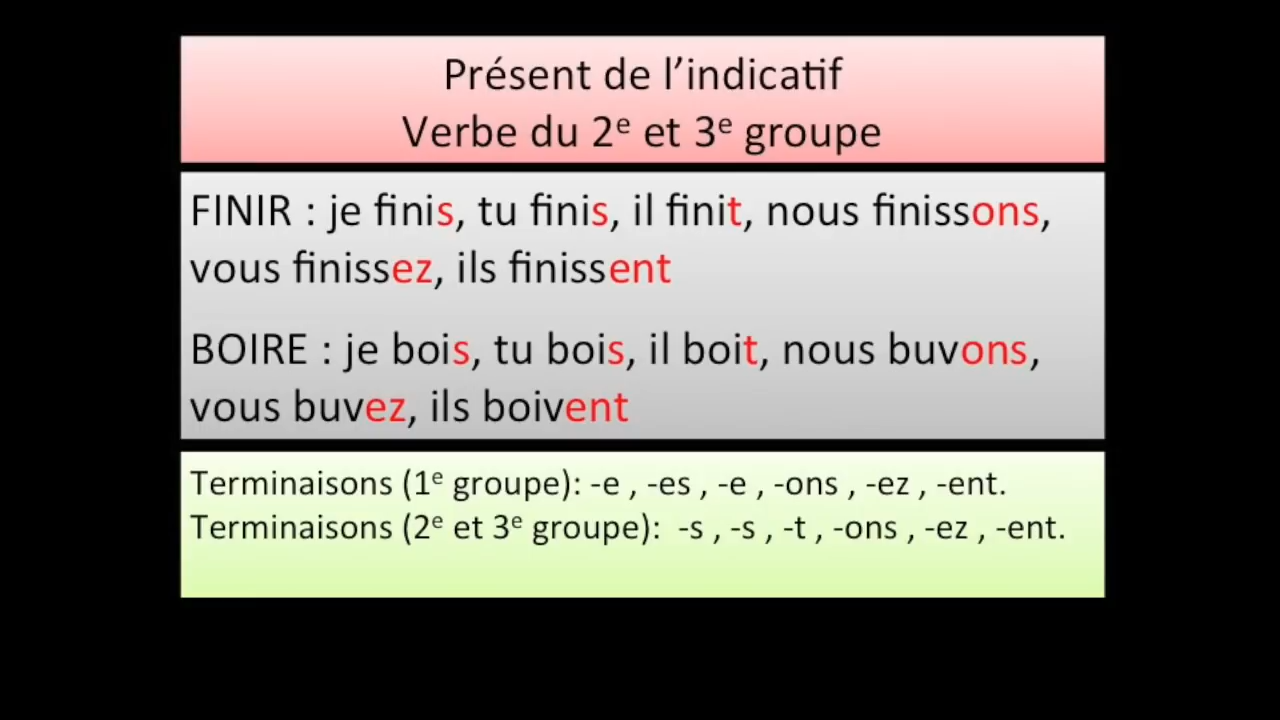 Présent de l’indicatif
Verbe du 2e et 3e groupe
FINIR : je finis, tu finis, il finit, nous finissons,
vous finissez, ils finissent
BOIRE : je bois, tu bois, il boit, nous buvons,
vous buvez, ils boivent
Terminaisons (1e groupe): -e , -es , -e , -ons , -ez , -ent.
Terminaisons (2e et 3e groupe): -s , -s , -t , -ons , -ez , -ent.